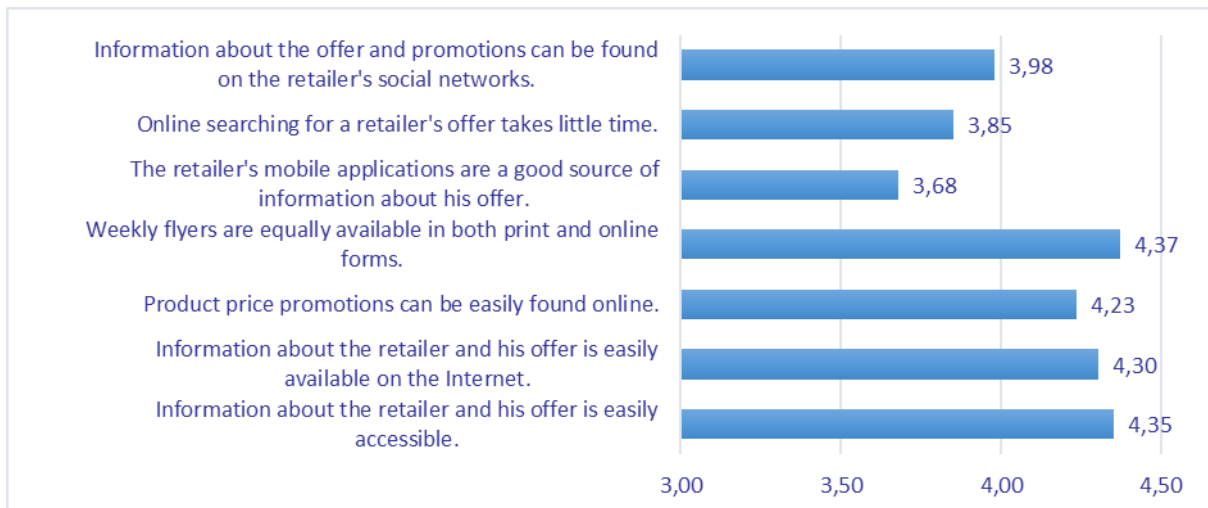 Information about the offer and promotions can be found
on the retailer's social networks.
3,98
Online searching for a retailer's offer takes little time.
3,85
The retailer's mobile applications are a good source of
information about his offer.
3,68
Weekly flyers are equally available in both print and online
forms.
4,37
Product price promotions can be easily found online.
4,23
Information about the retailer and his offer is easily
available on the Internet.
4,30
Information about the retailer and his offer is easily
accessible.
4,35
3,00 3,50 4,00 4,50